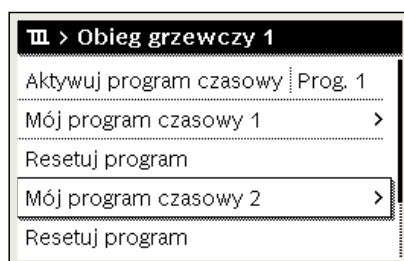 > Obieg grzewczy 1
Aktywuj program czasowy Prog. 1
Mój program czasowy 1 >
Resetuj program
Mój program czasowy 2 >
Resetuj program